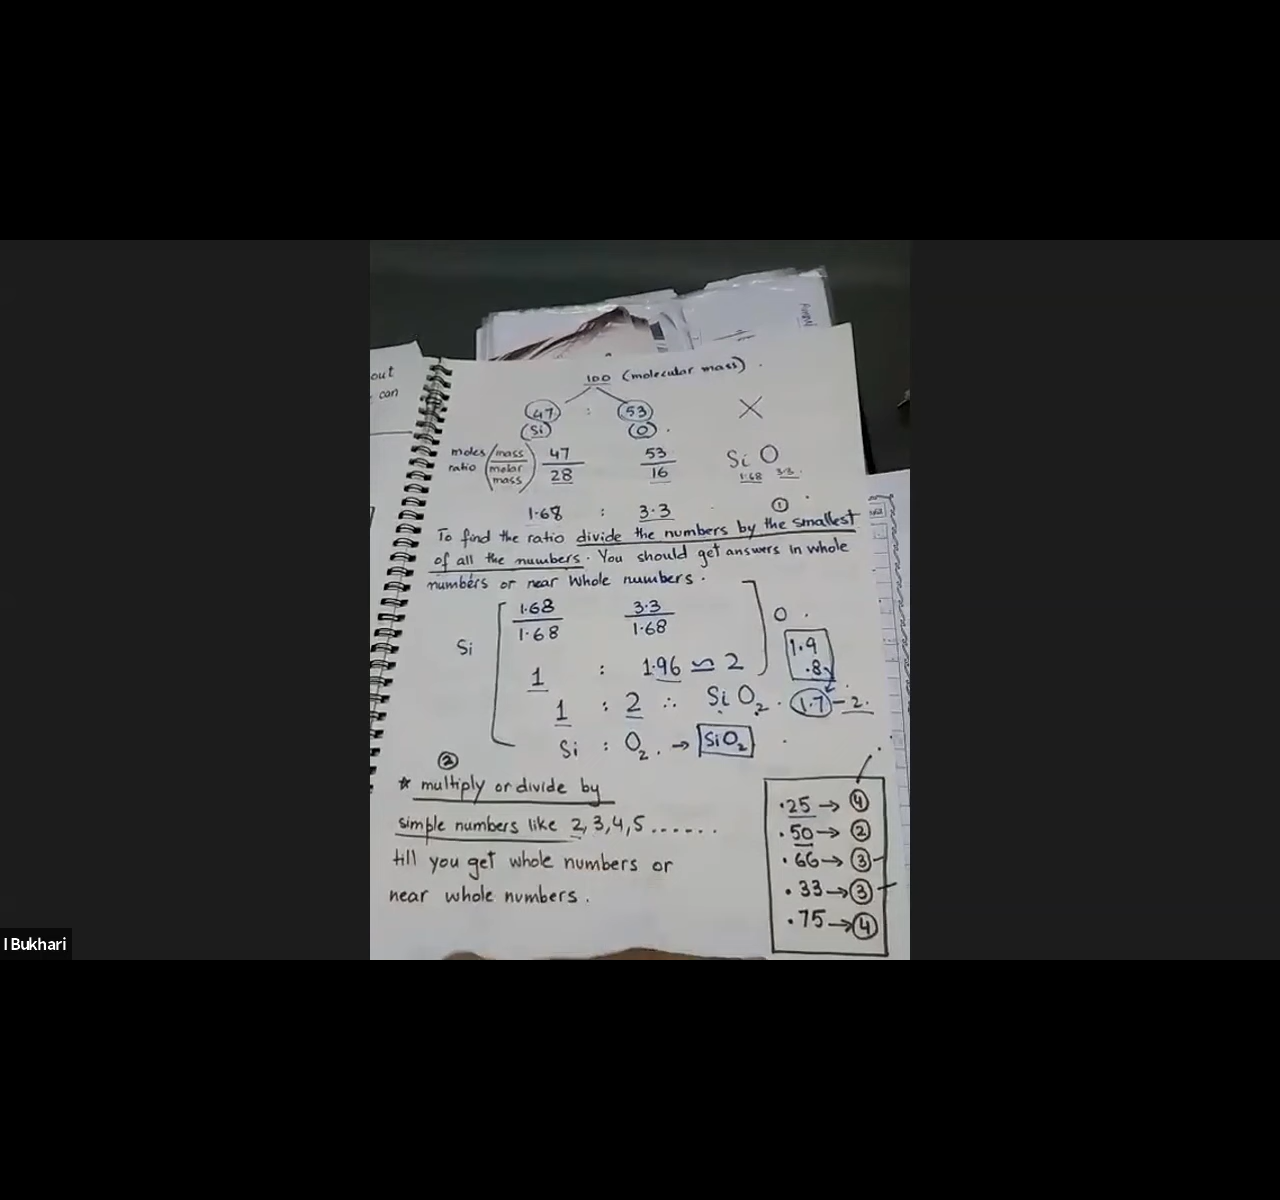 out
can
100 (molecular mass).
47 : 53
Si O
moles ratio (mass / molar mass) 47/28 53/16 Si O
1.68 3.3
1.68 : 3.3 ①
To find the ratio divide the numbers by the smallest
of all the numbers. You should get answers in whole
numbers or near whole numbers.
1.68/1.68 3.3/1.68 O
Si 1.9
.8
1 : 1.96 ≃ 2
1 : 2 ∴ SiO₂. 1.7 – 2.
Si : O₂. → SiO₂
②
* multiply or divide by
simple numbers like 2, 3, 4, 5 ......
till you get whole numbers or
near whole numbers.
.25 → ④
.50 → ②
.66 → ③
.33 → ③
.75 → ④
I Bukhari